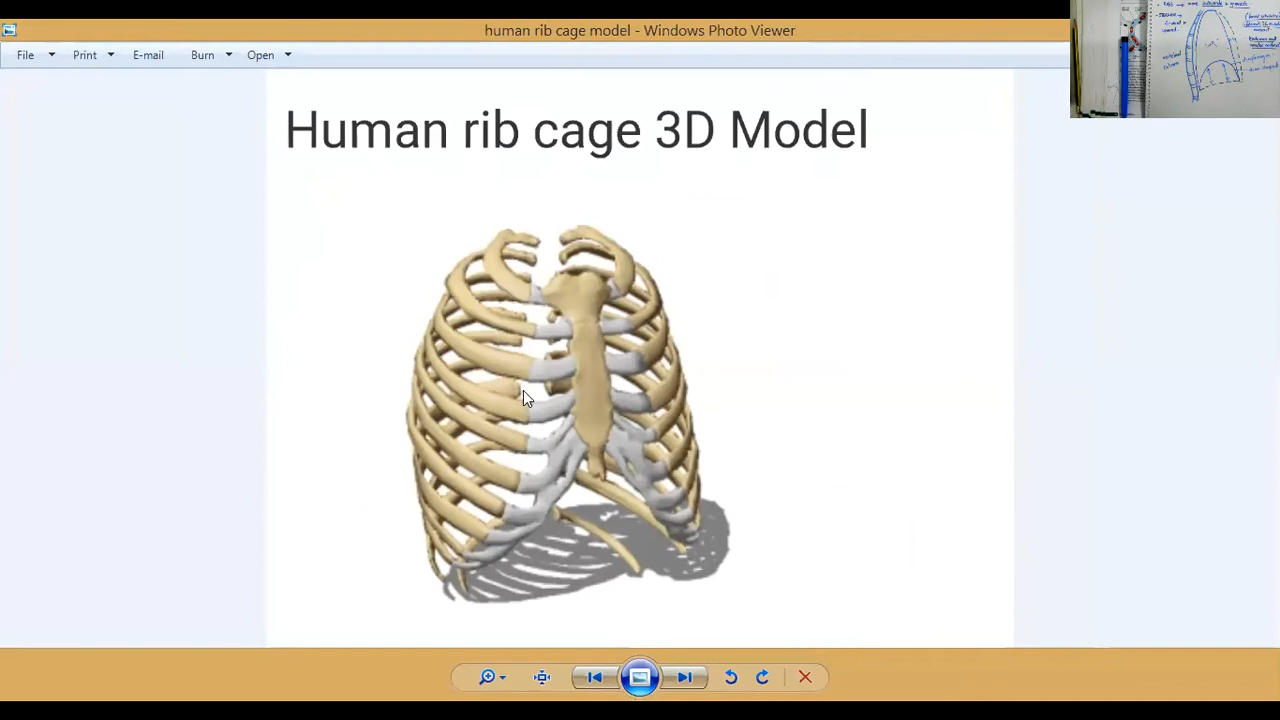 human rib cage model - Windows Photo Viewer
File Print E-mail Burn Open
Human rib cage 3D Model